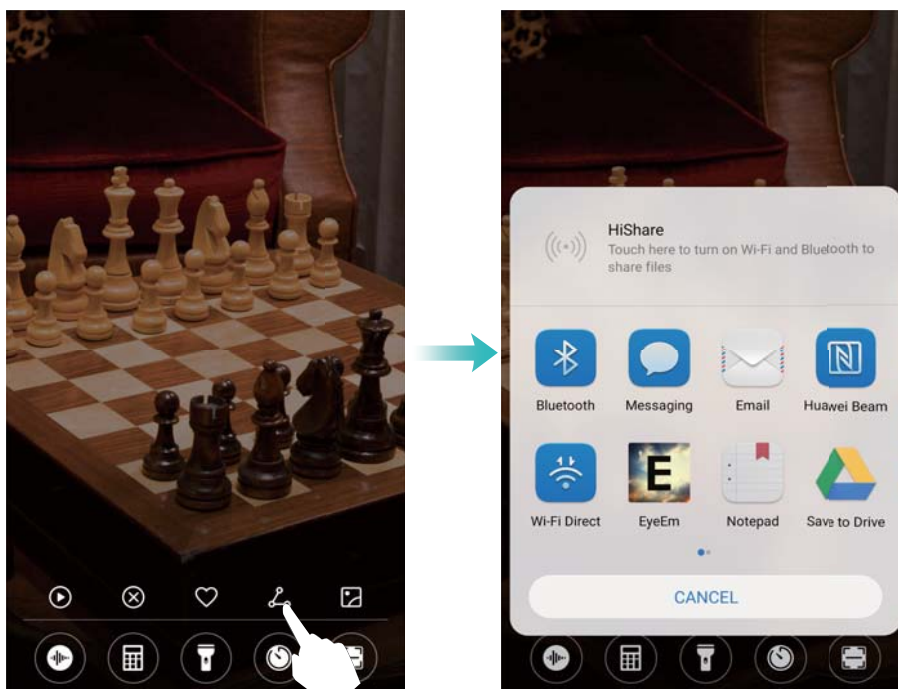 HiShare
Touch here to turn on Wi-Fi and Bluetooth to
share files
Bluetooth Messaging Email Huawei Beam
E
Wi-Fi Direct EyeEm Notepad Save to Drive
CANCEL